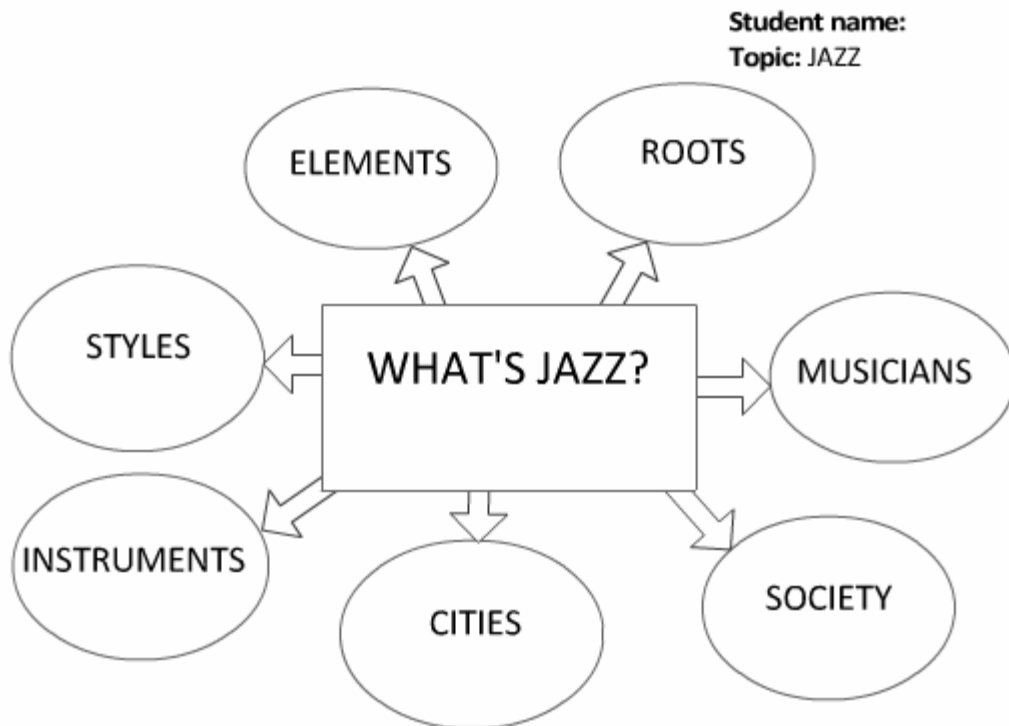 Student name:
Topic: JAZZ
ELEMENTS
ROOTS
STYLES
WHAT'S JAZZ?
MUSICIANS
INSTRUMENTS
CITIES
SOCIETY